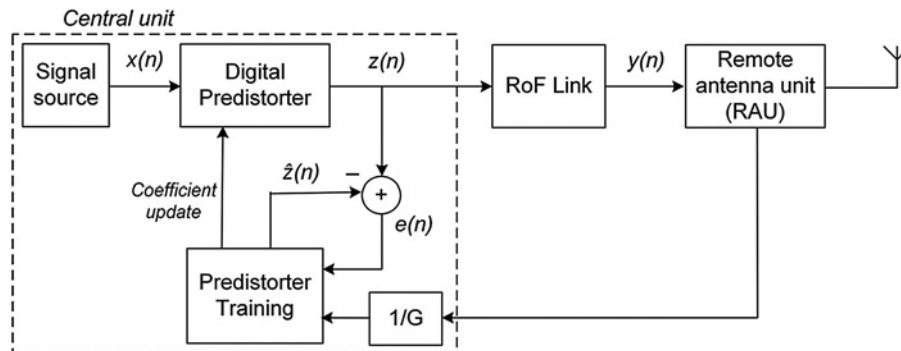 Central unit
Signal
source
x(n)
Digital
Predistorter
z(n)
RoF Link
y(n)
Remote
antenna unit
(RAU)
Coefficient
update
ẑ(n)
−
+
e(n)
Predistorter
Training
1/G